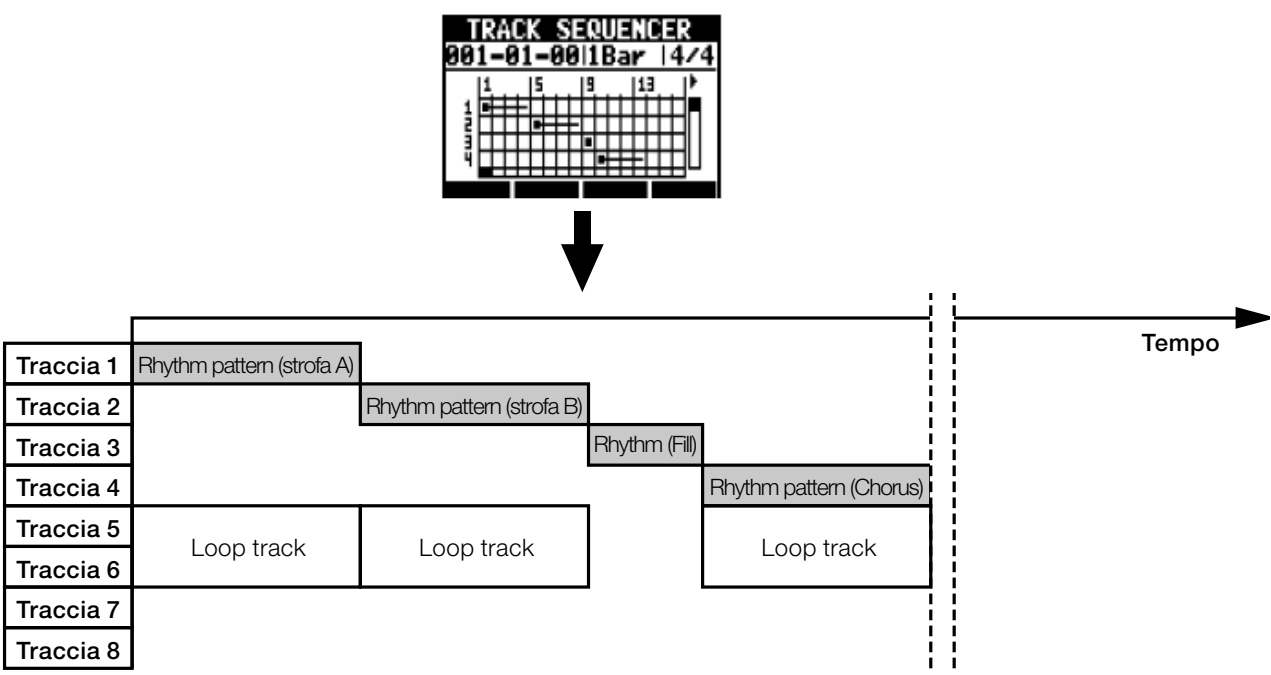 TRACK SEQUENCER
001-01-00|1Bar |4/4
1 5 9 13
1
2
3
4
Tempo
Traccia 1 Rhythm pattern (strofa A)
Traccia 2 Rhythm pattern (strofa B)
Traccia 3 Rhythm (Fill)
Traccia 4 Rhythm pattern (Chorus)
Traccia 5
Loop track Loop track Loop track
Traccia 6
Traccia 7
Traccia 8